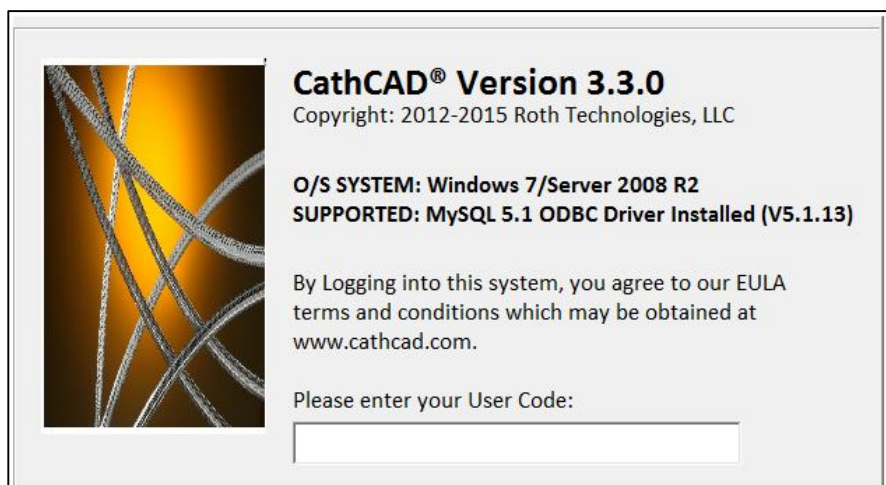 CathCAD® Version 3.3.0
Copyright: 2012-2015 Roth Technologies, LLC
O/S SYSTEM: Windows 7/Server 2008 R2
SUPPORTED: MySQL 5.1 ODBC Driver Installed (V5.1.13)
By Logging into this system, you agree to our EULA
terms and conditions which may be obtained at
www.cathcad.com.
Please enter your User Code: